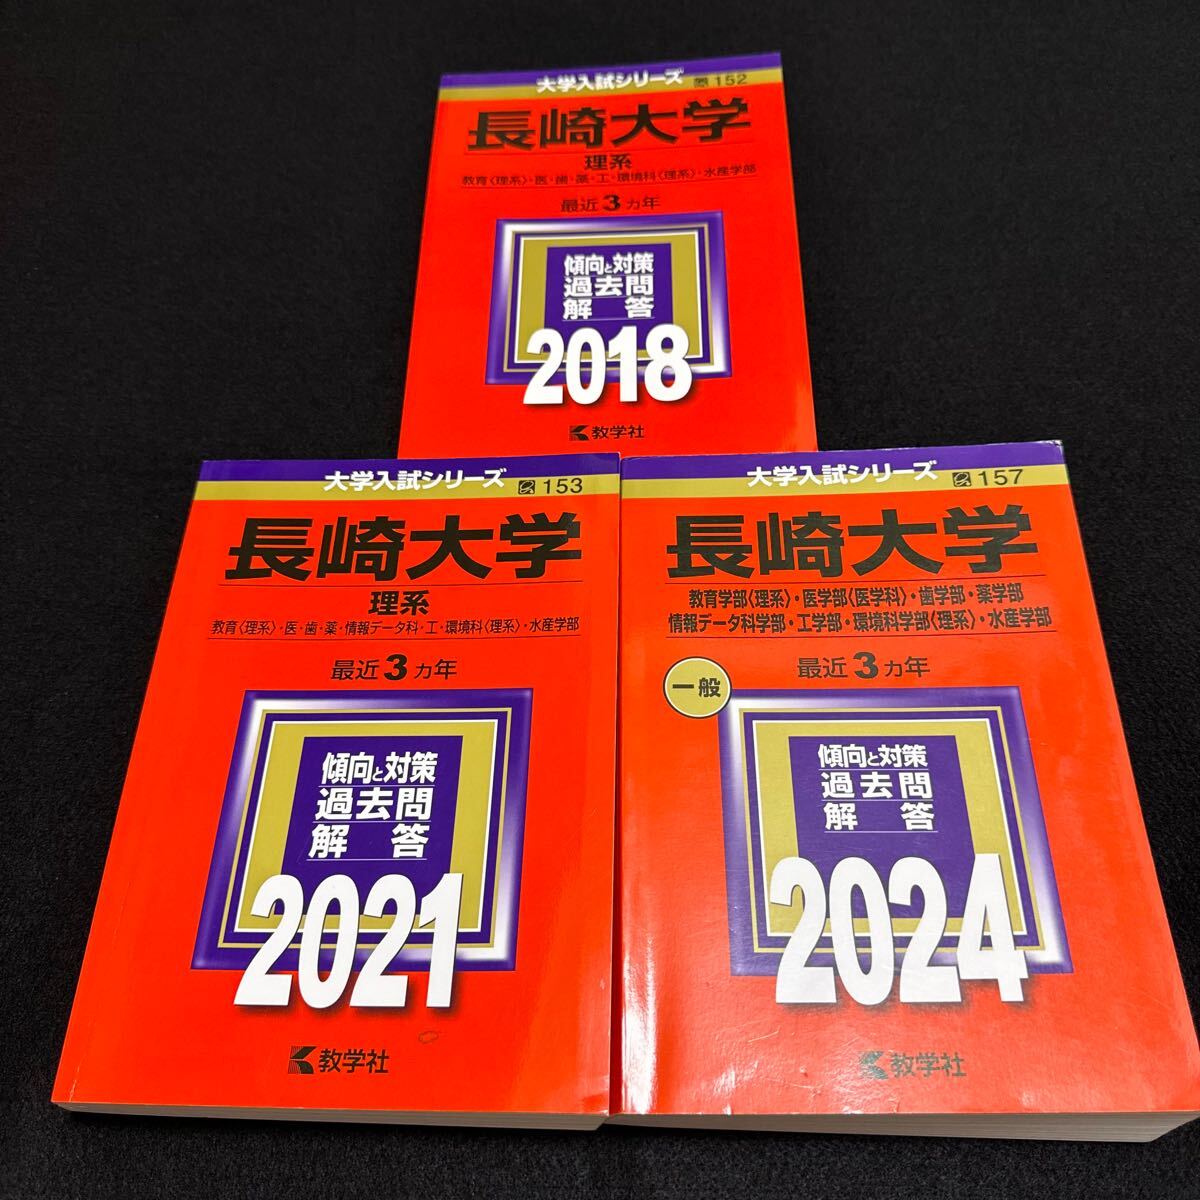 大学入試シリーズ 152
長崎大学
理系
教育〈理系〉・医・歯・薬・工・環境科〈理系〉・水産学部
最近3カ年
傾向と対策
過去問
解答
2018
教学社
大学入試シリーズ 153
長崎大学
理系
教育〈理系〉・医・歯・薬・情報データ科・工・環境科〈理系〉・水産学部
最近3カ年
傾向と対策
過去問
解答
2021
教学社
大学入試シリーズ 157
長崎大学
教育学部〈理系〉・医学部〈医学科〉・歯学部・薬学部
情報データ科学部・工学部・環境科学部〈理系〉・水産学部
一般
最近3カ年
傾向と対策
過去問
解答
2024
教学社